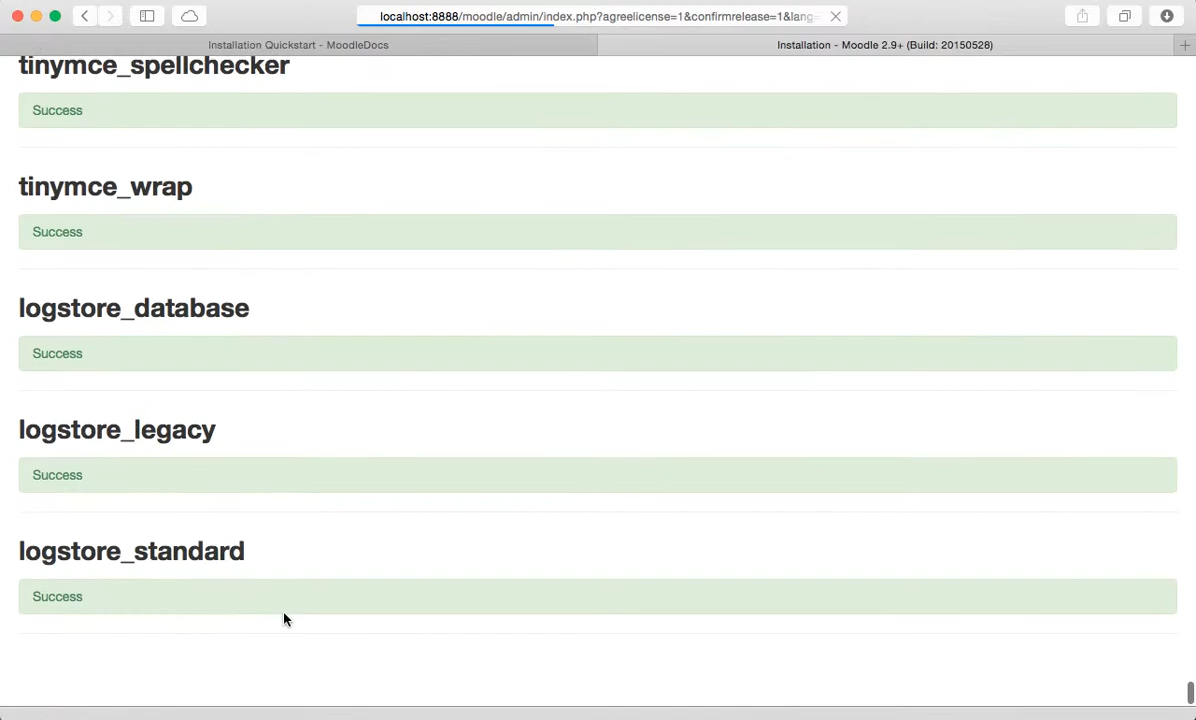 localhost:8888/moodle/admin/index.php?agreelicense=1&confirmrelease=1&lang-
Installation Quickstart - MoodleDocs
Installation - Moodle 2.9+ (Build: 20150528)
tinymce_spellchecker
Success
tinymce_wrap
Success
logstore_database
Success
logstore_legacy
Success
logstore_standard
Success